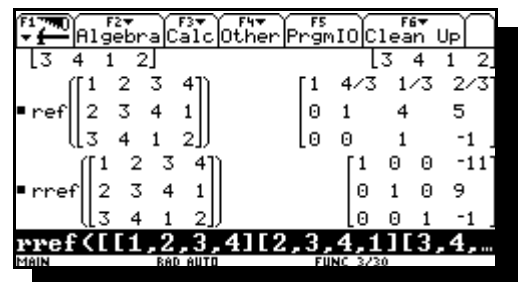 F1 F2 F3 F4 F5 F6
Algebra Calc Other PrgmIO Clean Up
[3 4 1 2] [3 4 1 2]
[1 2 3 4] [1 4/3 1/3 2/3]
▪ref([2 3 4 1]) [0 1 4 5]
[3 4 1 2] [0 0 1 -1]
[1 2 3 4] [1 0 0 -11]
▪rref([2 3 4 1]) [0 1 0 9]
[3 4 1 2] [0 0 1 -1]
rref([[1,2,3,4][2,3,4,1][3,4,…
MAIN RAD AUTO FUNC 3/30